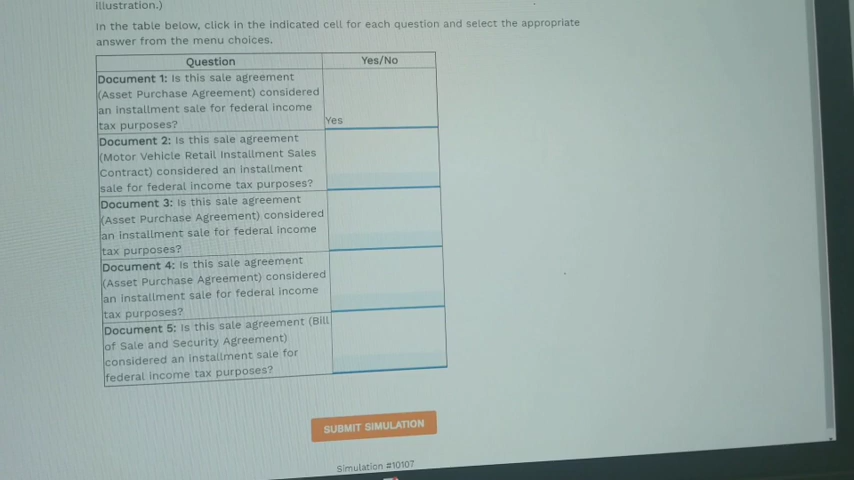 illustration.)
In the table below, click in the indicated cell for each question and select the appropriate
answer from the menu choices.
Question
Yes/No
Document 1: Is this sale agreement
(Asset Purchase Agreement) considered
an installment sale for federal income
tax purposes?
Yes
Document 2: Is this sale agreement
(Motor Vehicle Retail Installment Sales
Contract) considered an installment
sale for federal income tax purposes?
Document 3: Is this sale agreement
(Asset Purchase Agreement) considered
an installment sale for federal income
tax purposes?
Document 4: Is this sale agreement
(Asset Purchase Agreement) considered
an installment sale for federal income
tax purposes?
Document 5: Is this sale agreement (Bill
of Sale and Security Agreement)
considered an installment sale for
federal income tax purposes?
SUBMIT SIMULATION
Simulation #10107